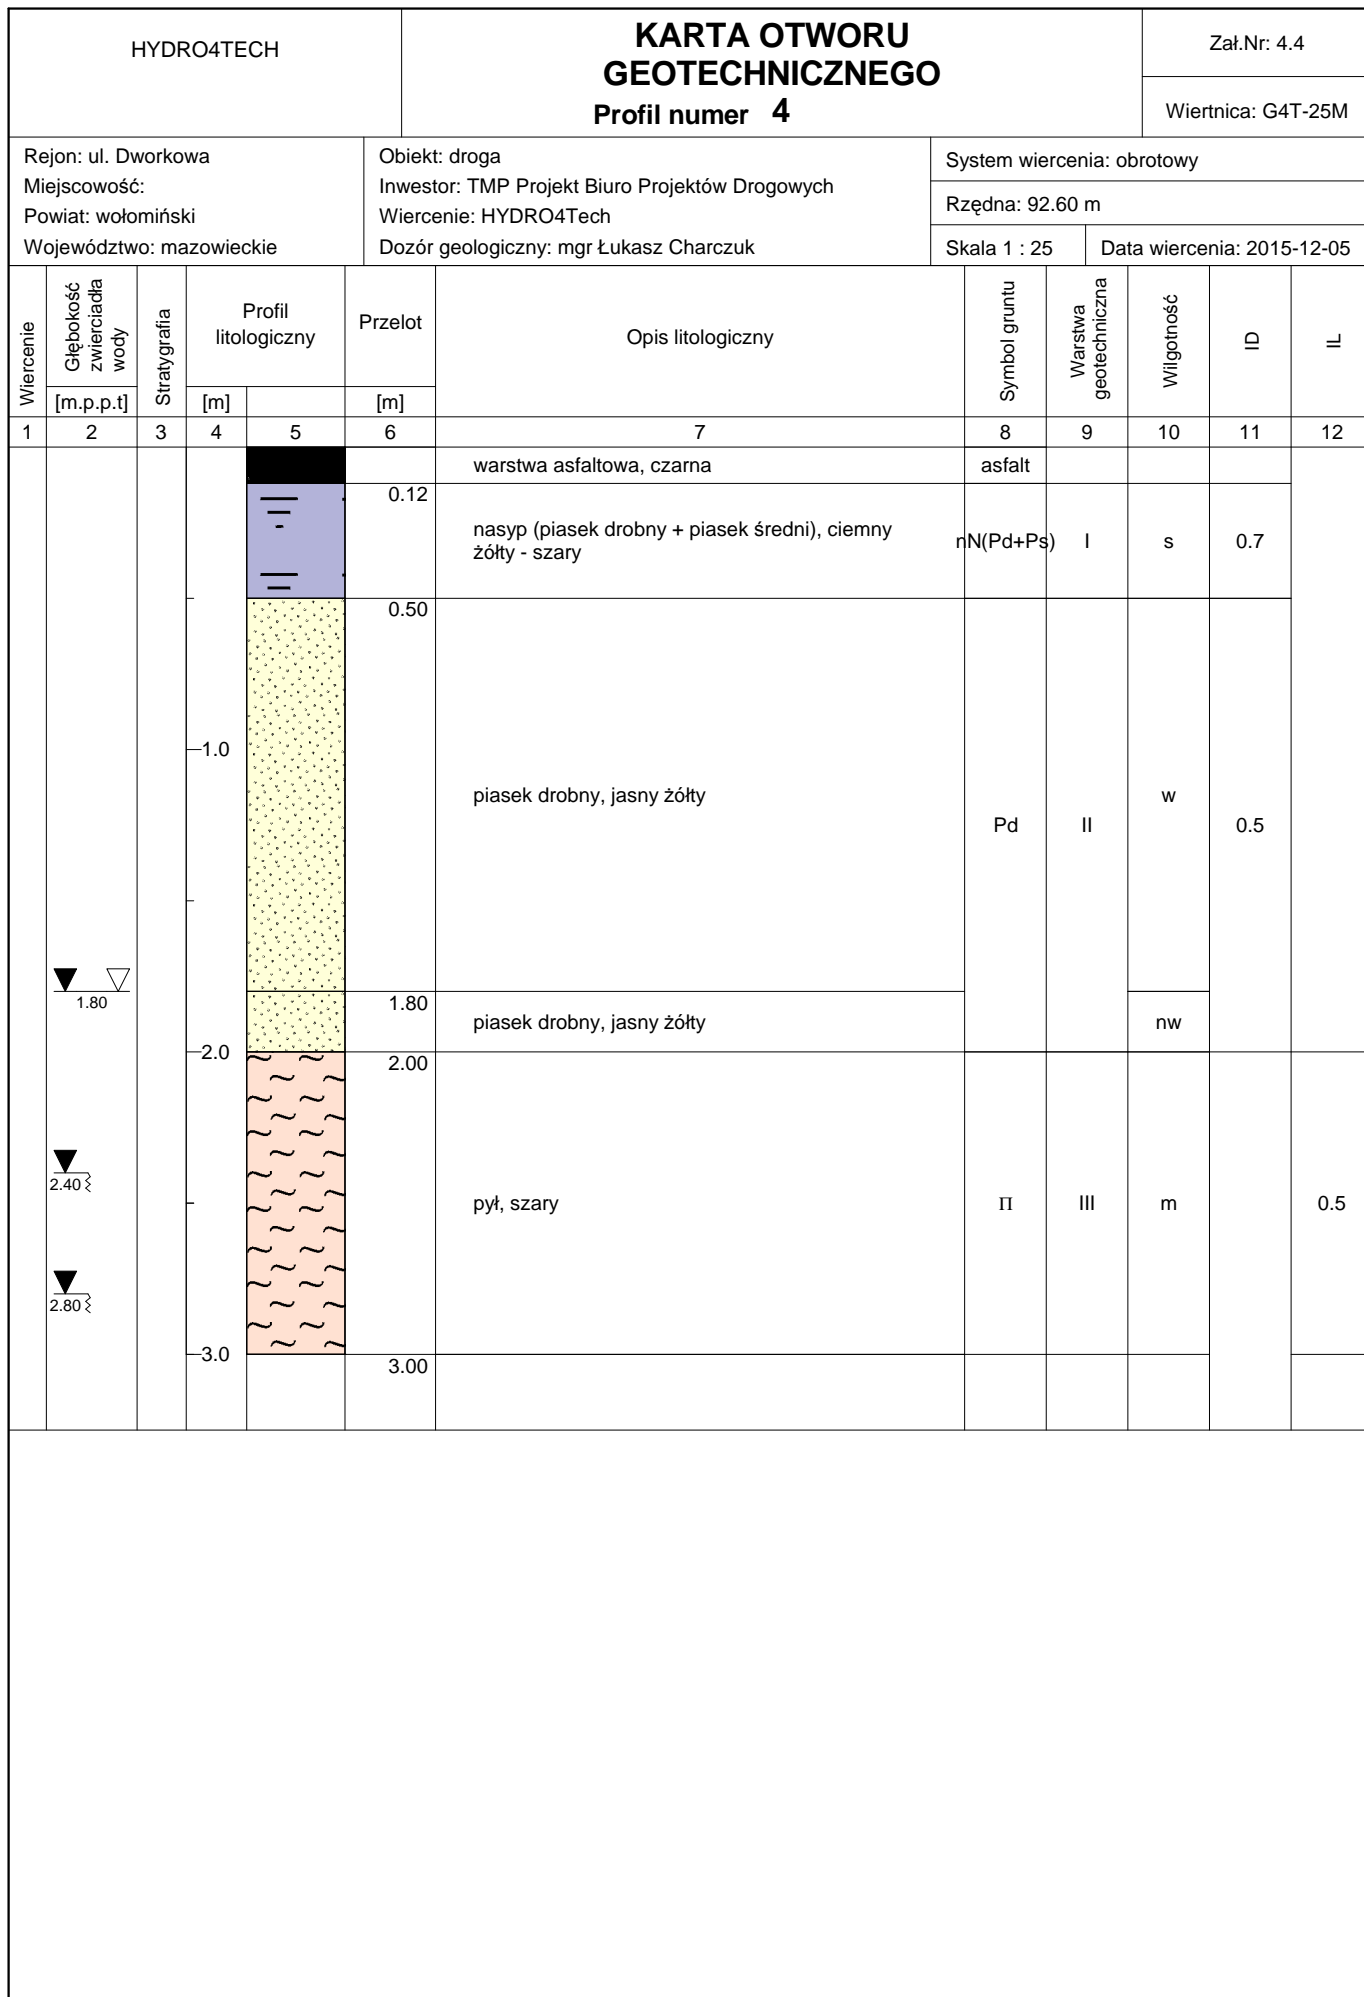 HYDRO4TECH
KARTA OTWORU
GEOTECHNICZNEGO
Profil numer 4
Zał.Nr: 4.4
Wiertnica: G4T-25M
Rejon: ul. Dworkowa
Miejscowość:
Powiat: wołomiński
Województwo: mazowieckie
Obiekt: droga
Inwestor: TMP Projekt Biuro Projektów Drogowych
Wiercenie: HYDRO4Tech
Dozór geologiczny: mgr Łukasz Charczuk
System wiercenia: obrotowy
Rzędna: 92.60 m
Skala 1 : 25
Data wiercenia: 2015-12-05
Wiercenie
Głębokość
zwierciadła
wody
[m.p.p.t]
Stratygrafia
Profil
litologiczny
[m]
Przelot
[m]
Opis litologiczny
Symbol gruntu
Warstwa
geotechniczna
Wilgotność
ID
IL
1 2 3 4 5 6 7 8 9 10 11 12
warstwa asfaltowa, czarna
asfalt
0.12
nasyp (piasek drobny + piasek średni), ciemny
żółty - szary
nN(Pd+Ps)
I
s
0.7
0.50
1.0
piasek drobny, jasny żółty
w
Pd
II
0.5
1.80
1.80
piasek drobny, jasny żółty
nw
2.0
2.00
2.40
pył, szary
Π
III
m
0.5
2.80
3.0
3.00